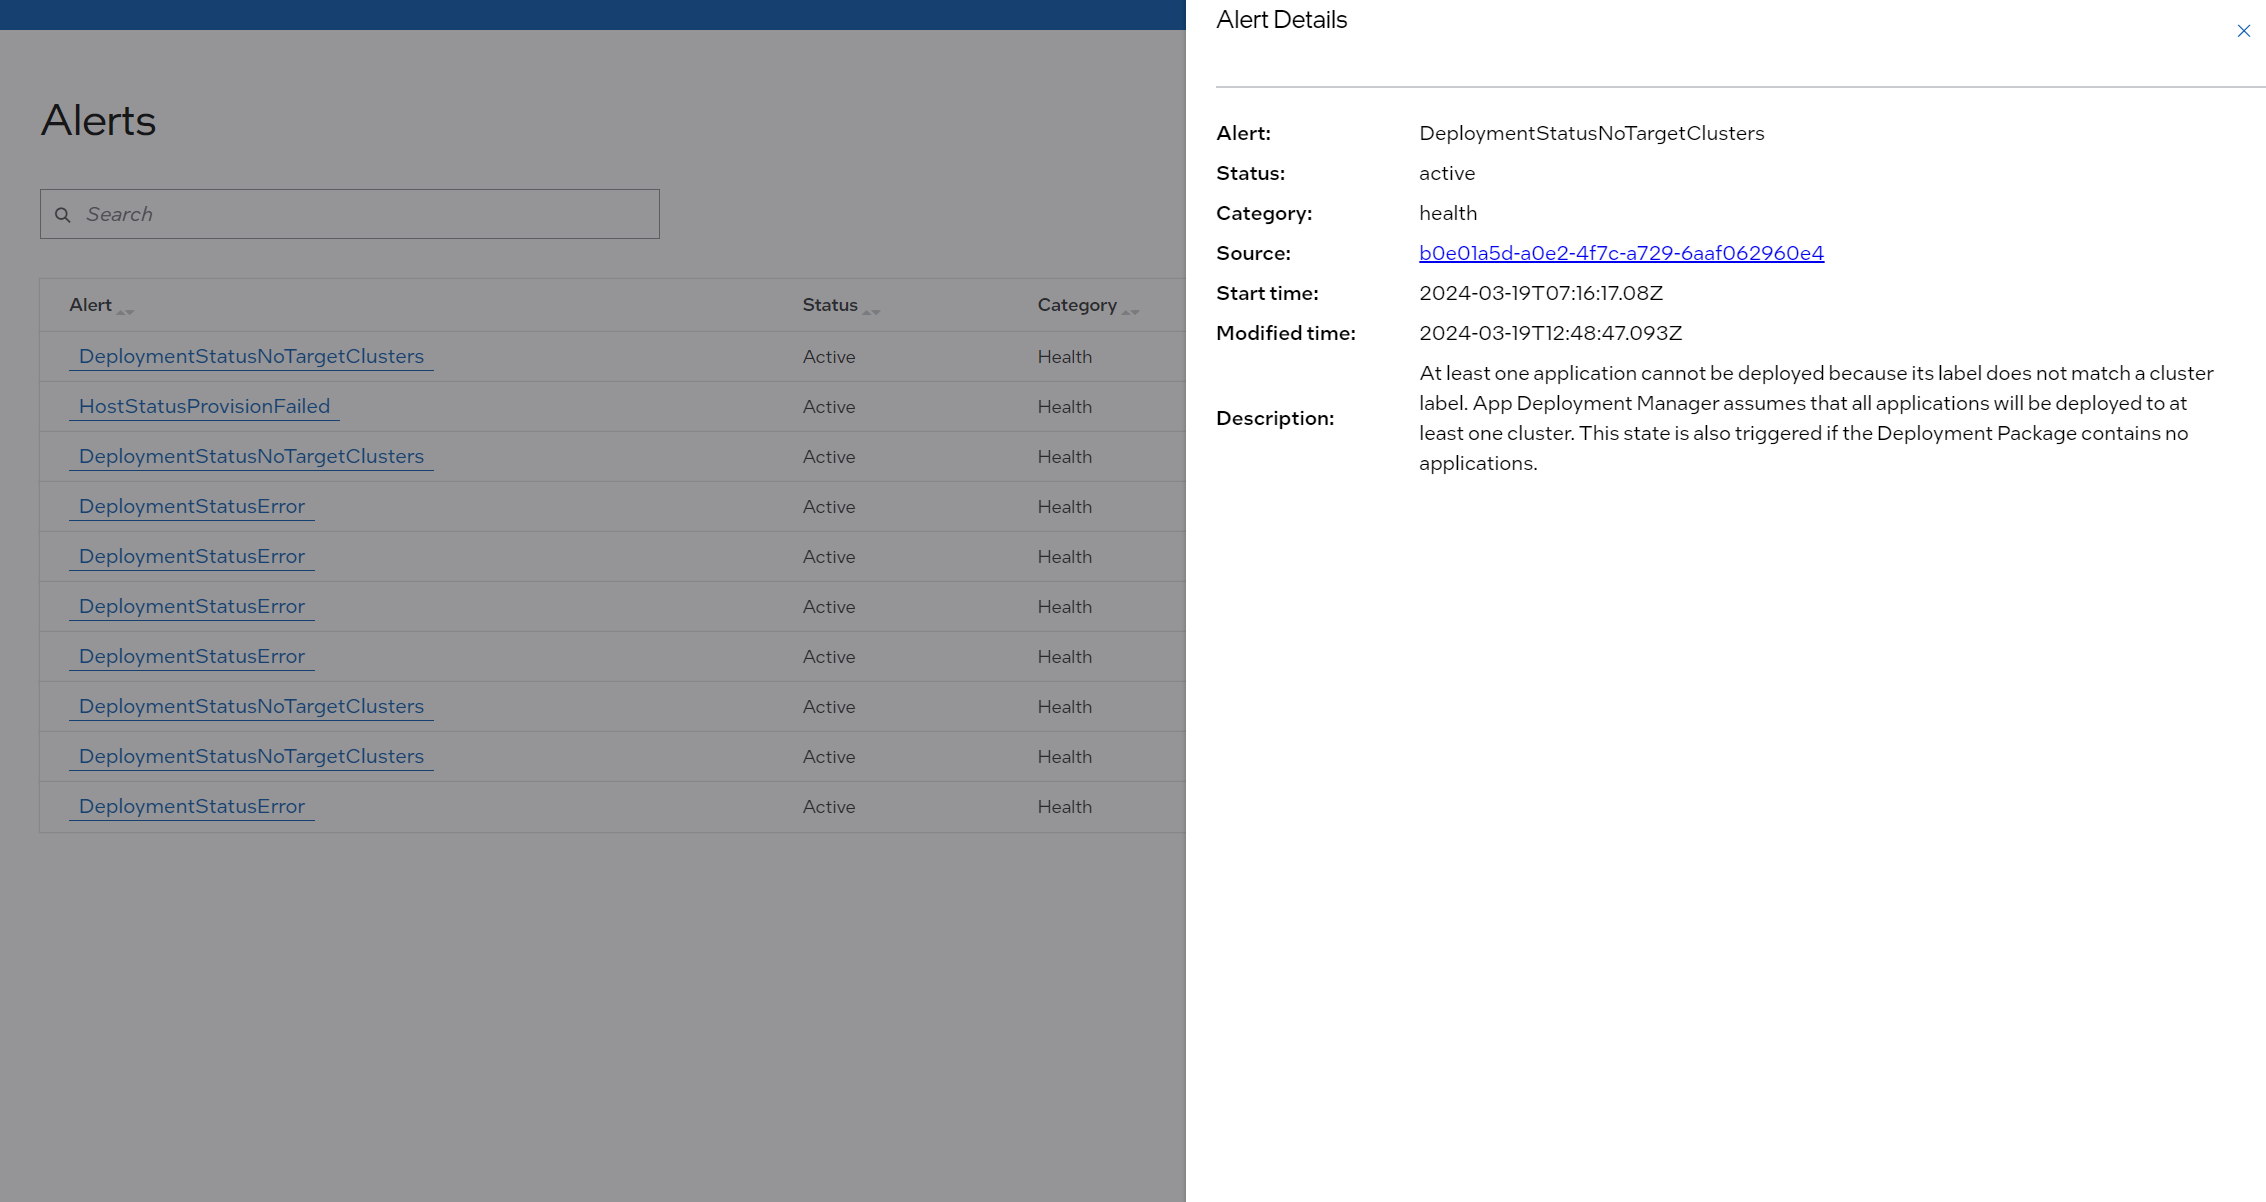 Alert Details
Alerts
Search
Alert Status Category
DeploymentStatusNoTargetClusters Active Health
HostStatusProvisionFailed Active Health
DeploymentStatusNoTargetClusters Active Health
DeploymentStatusError Active Health
DeploymentStatusError Active Health
DeploymentStatusError Active Health
DeploymentStatusError Active Health
DeploymentStatusNoTargetClusters Active Health
DeploymentStatusNoTargetClusters Active Health
DeploymentStatusError Active Health
Alert: DeploymentStatusNoTargetClusters
Status: active
Category: health
Source: b0e01a5d-a0e2-4f7c-a729-6aaf062960e4
Start time: 2024-03-19T07:16:17.08Z
Modified time: 2024-03-19T12:48:47.093Z
Description: At least one application cannot be deployed because its label does not match a cluster
label. App Deployment Manager assumes that all applications will be deployed to at
least one cluster. This state is also triggered if the Deployment Package contains no
applications.